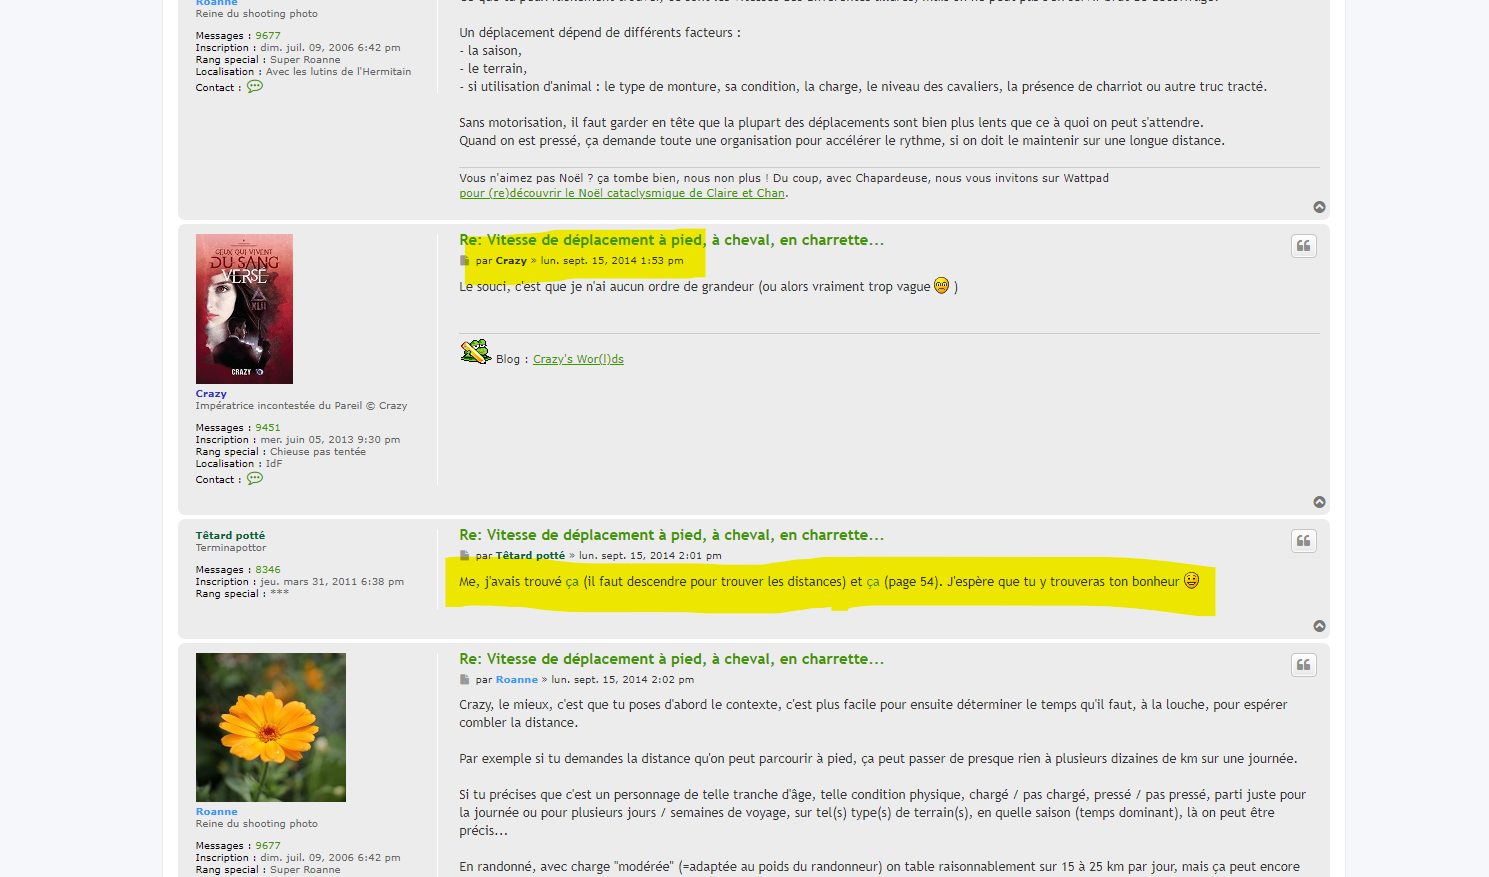 Roanne
Reine du shooting photo
Messages : 9677
Inscription : dim. juil. 09, 2006 6:42 pm
Rang special : Super Roanne
Localisation : Avec les lutins de l'Hermitain
Contact :
Un déplacement dépend de différents facteurs :
- la saison,
- le terrain,
- si utilisation d'animal : le type de monture, sa condition, la charge, le niveau des cavaliers, la présence de charriot ou autre truc tracté.
Sans motorisation, il faut garder en tête que la plupart des déplacements sont bien plus lents que ce à quoi on peut s'attendre.
Quand on est pressé, ça demande toute une organisation pour accélérer le rythme, si on doit le maintenir sur une longue distance.
Vous n'aimez pas Noël ? ça tombe bien, nous non plus ! Du coup, avec Chapardeuse, nous vous invitons sur Wattpad
pour (re)découvrir le Noël cataclysmique de Claire et Chan.
CEUX QUI VIVENT
DU SANG
VERSÉ
XLII
CRAZY
Crazy
Impératrice incontestée du Pareil © Crazy
Messages : 9451
Inscription : mer. juin 05, 2013 9:30 pm
Rang special : Chieuse pas tentée
Localisation : IdF
Contact :
Re: Vitesse de déplacement à pied, à cheval, en charrette...
par Crazy » lun. sept. 15, 2014 1:53 pm
Le souci, c'est que je n'ai aucun ordre de grandeur (ou alors vraiment trop vague )
Blog : Crazy's Wor(l)ds
Têtard potté
Terminapottor
Messages : 8346
Inscription : jeu. mars 31, 2011 6:38 pm
Rang special : ***
Re: Vitesse de déplacement à pied, à cheval, en charrette...
par Têtard potté » lun. sept. 15, 2014 2:01 pm
Me, j'avais trouvé ça (il faut descendre pour trouver les distances) et ça (page 54). J'espère que tu y trouveras ton bonheur
Roanne
Reine du shooting photo
Messages : 9677
Inscription : dim. juil. 09, 2006 6:42 pm
Rang special : Super Roanne
Re: Vitesse de déplacement à pied, à cheval, en charrette...
par Roanne » lun. sept. 15, 2014 2:02 pm
Crazy, le mieux, c'est que tu poses d'abord le contexte, c'est plus facile pour ensuite déterminer le temps qu'il faut, à la louche, pour espérer
combler la distance.
Par exemple si tu demandes la distance qu'on peut parcourir à pied, ça peut passer de presque rien à plusieurs dizaines de km sur une journée.
Si tu précises que c'est un personnage de telle tranche d'âge, telle condition physique, chargé / pas chargé, pressé / pas pressé, parti juste pour
la journée ou pour plusieurs jours / semaines de voyage, sur tel(s) type(s) de terrain(s), en quelle saison (temps dominant), là on peut être
précis...
En randonné, avec charge "modérée" (=adaptée au poids du randonneur) on table raisonnablement sur 15 à 25 km par jour, mais ça peut encore